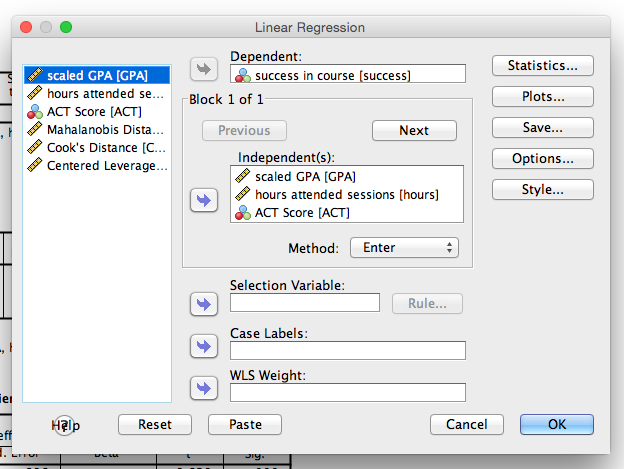 Linear Regression
scaled GPA [GPA]
hours attended se...
ACT Score [ACT]
Mahalanobis Dista...
Cook's Distance [C...
Centered Leverage...
Dependent:
success in course [success]
Block 1 of 1
Previous
Next
Independent(s):
scaled GPA [GPA]
hours attended sessions [hours]
ACT Score [ACT]
Method:
Enter
Selection Variable:
Rule...
Case Labels:
WLS Weight:
Statistics...
Plots...
Save...
Options...
Style...
Help
?
Reset
Paste
Cancel
OK
Error
Beta
t
Sig.